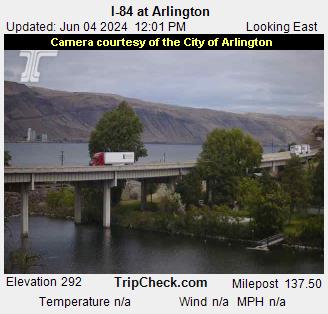 I-84 at Arlington
Updated: Jun 04 2024 12:01 PM Looking East
Camera courtesy of the City of Arlington
Elevation 292 TripCheck.com Milepost 137.50
Temperature n/a Wind n/a MPH n/a